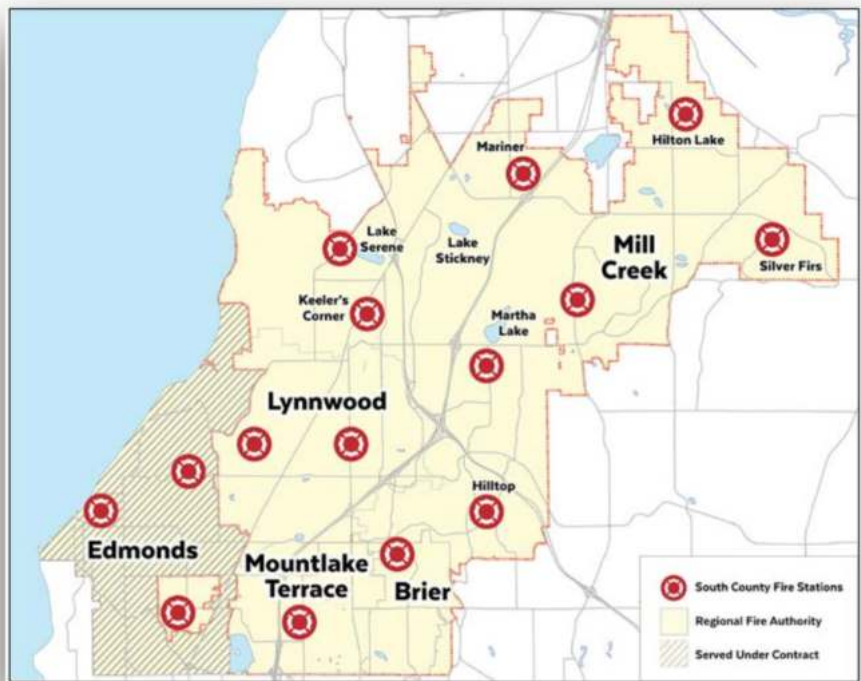 Hilton Lake
Mariner
Lake
Serene
Lake
Stickney
Mill
Creek
Silver Firs
Keeler's
Corner
Martha
Lake
Lynnwood
Hilltop
Edmonds
Mountlake
Terrace
Brier
South County Fire Stations
Regional Fire Authority
Served Under Contract